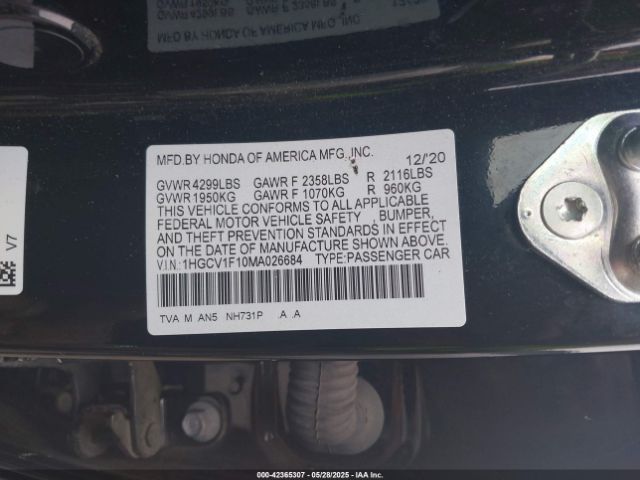 MFD.BY HONDA OF AMERICA MFG.,INC. 12/'20
GVWR 4299LBS GAWR F 2358LBS R 2116LBS
GVWR 1950KG GAWR F 1070KG R 960KG
THIS VEHICLE CONFORMS TO ALL APPLICABLE
FEDERAL MOTOR VEHICLE SAFETY , BUMPER,
AND THEFT PREVENTION STANDARDS IN EFFECT
ON THE DATE OF MANUFACTURE SHOWN ABOVE.
V.I.N.: 1HGCV1F10MA026684 TYPE:PASSENGER CAR
TVA M AN5 NH731P .A .A
V7
000-42365307 / 05/28/2025 - IAA Inc.